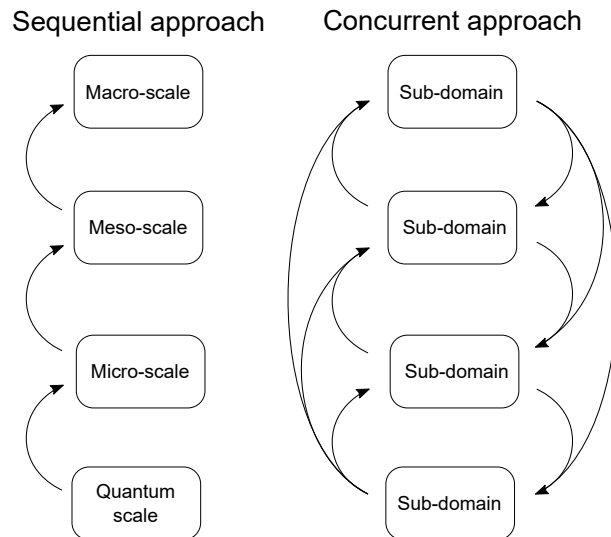 Sequential approach
Macro-scale
Meso-scale
Micro-scale
Quantum
scale
Concurrent approach
Sub-domain
Sub-domain
Sub-domain
Sub-domain